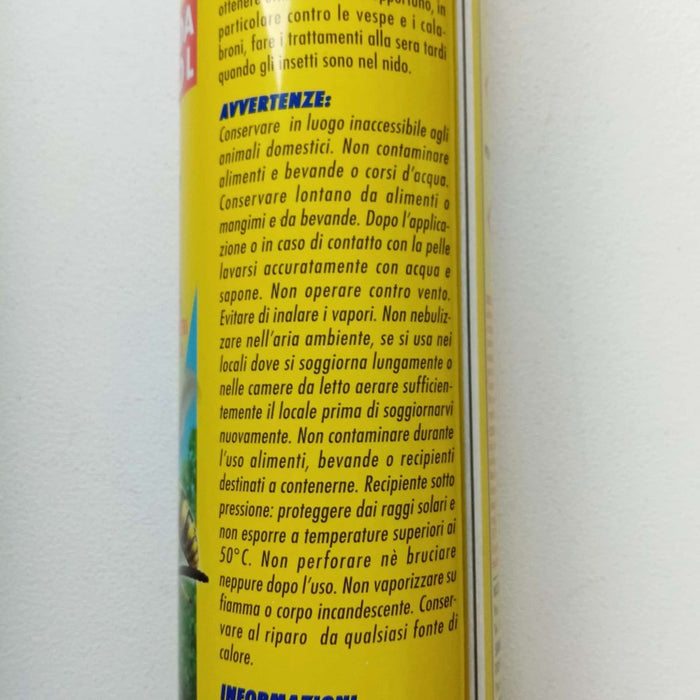 ottenere
opportuno, in
particolare contro le vespe e i cala-
broni, fare i trattamenti alla sera tardi
quando gli insetti sono nel nido.
AVVERTENZE:
Conservare in luogo inaccessibile agli
animali domestici. Non contaminare
alimenti e bevande o corsi d'acqua.
Conservare lontano da alimenti o
mangimi e da bevande. Dopo l'applica-
zione o in caso di contatto con la pelle
lavarsi accuratamente con acqua e
sapone. Non operare contro vento.
Evitare di inalare i vapori. Non nebuliz-
zare nell'aria ambiente, se si usa nei
locali dove si soggiorna lungamente o
nelle camere da letto aerare sufficien-
temente il locale prima di soggiornarvi
nuovamente. Non contaminare durante
l'uso alimenti, bevande o recipienti
destinati a contenerne. Recipiente sotto
pressione: proteggere dai raggi solari e
non esporre a temperature superiori ai
50°C. Non perforare nè bruciare
neppure dopo l'uso. Non vaporizzare su
fiamma o corpo incandescente. Conser-
vare al riparo da qualsiasi fonte di
calore.
INFORMAZIONI